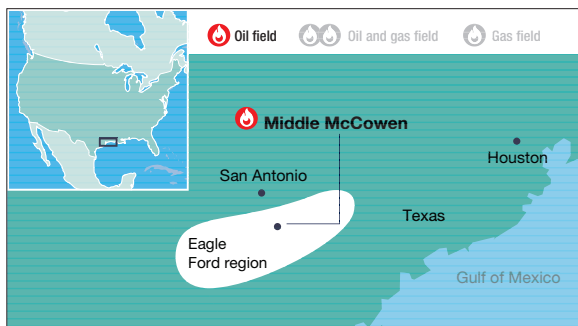 Oil field
Oil and gas field
Gas field
Middle McCowen
Houston
San Antonio
Texas
Eagle
Ford region
Gulf of Mexico